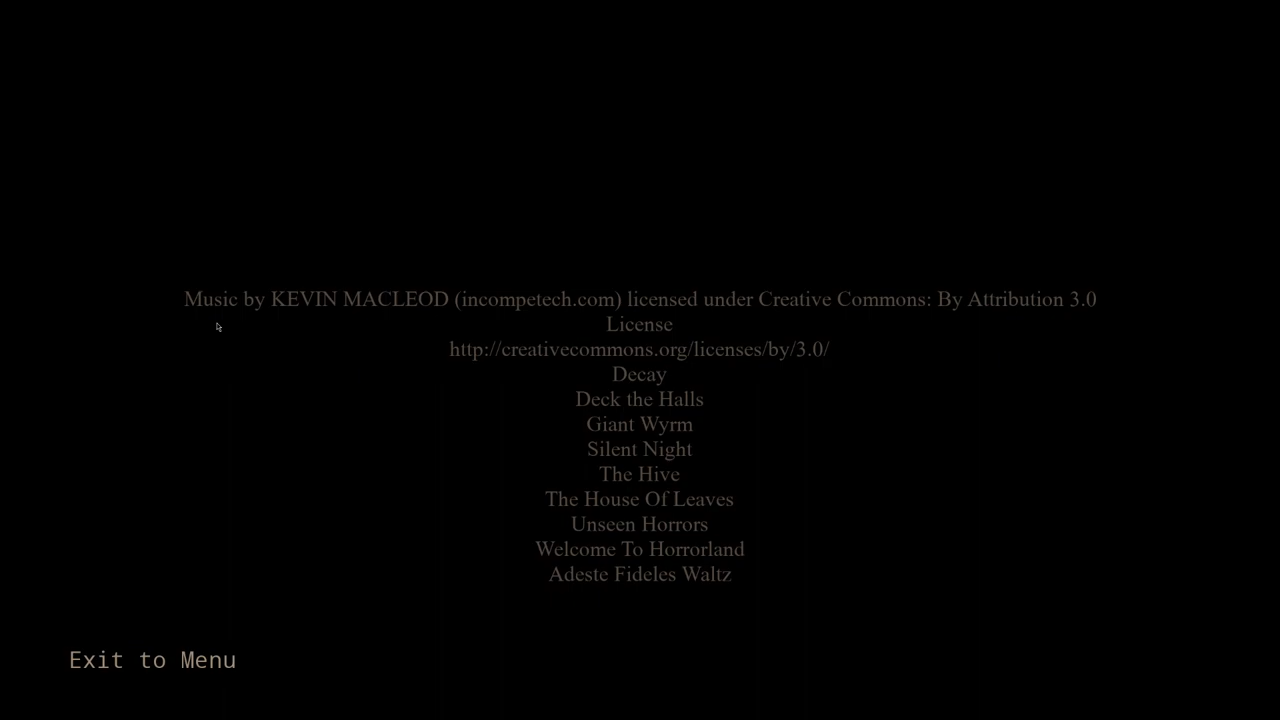 Music by KEVIN MACLEOD (incompetech.com) licensed under Creative Commons: By Attribution 3.0
License
http://creativecommons.org/licenses/by/3.0/
Decay
Deck the Halls
Giant Wyrm
Silent Night
The Hive
The House Of Leaves
Unseen Horrors
Welcome To Horrorland
Adeste Fideles Waltz
Exit to Menu